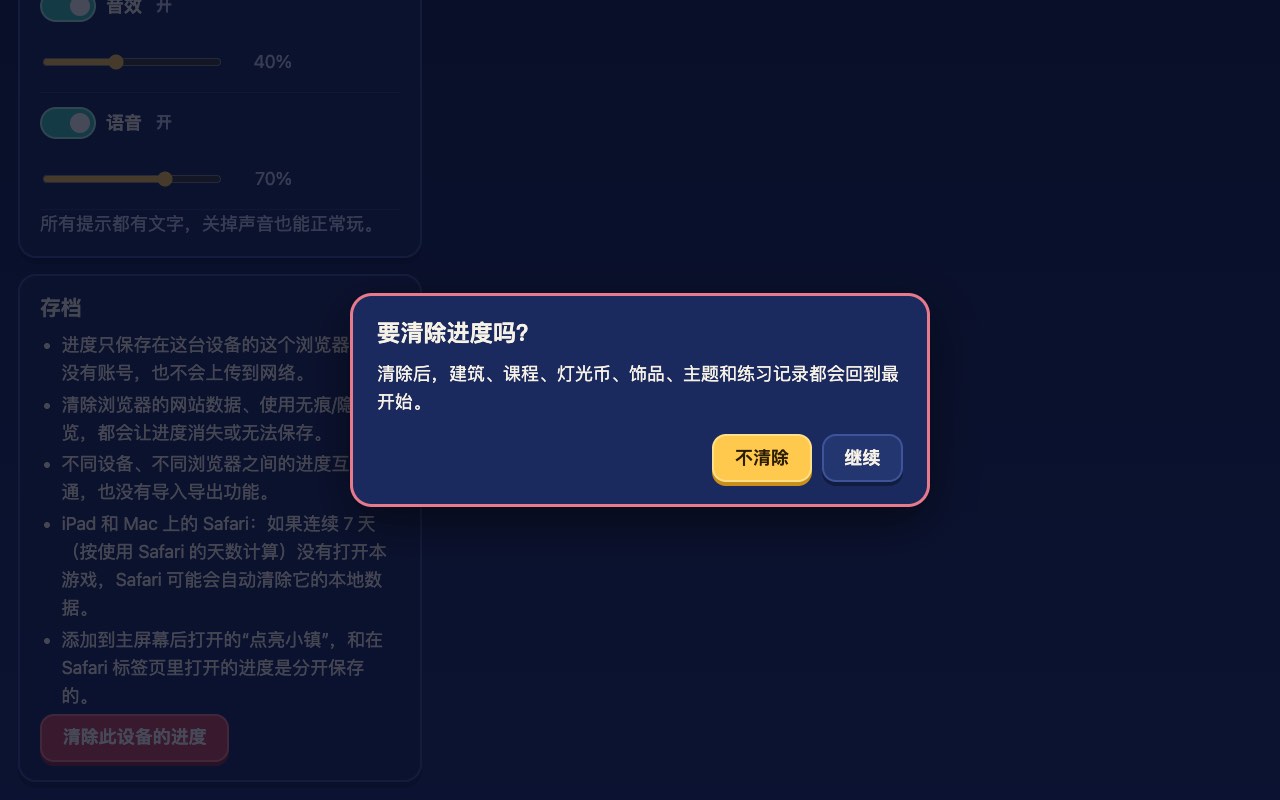 音效 开
40%
语音 开
70%
所有提示都有文字，关掉声音也能正常玩。
存档
进度只保存在这台设备的这个浏览器
没有账号，也不会上传到网络。
清除浏览器的网站数据、使用无痕/隐
览，都会让进度消失或无法保存。
不同设备、不同浏览器之间的进度互
通，也没有导入导出功能。
iPad 和 Mac 上的 Safari：如果连续 7 天
（按使用 Safari 的天数计算）没有打开本
游戏，Safari 可能会自动清除它的本地数
据。
添加到主屏幕后打开的“点亮小镇”，和在
Safari 标签页里打开的进度是分开保存
的。
清除此设备的进度
要清除进度吗？
清除后，建筑、课程、灯光币、饰品、主题和练习记录都会回到最
开始。
不清除
继续